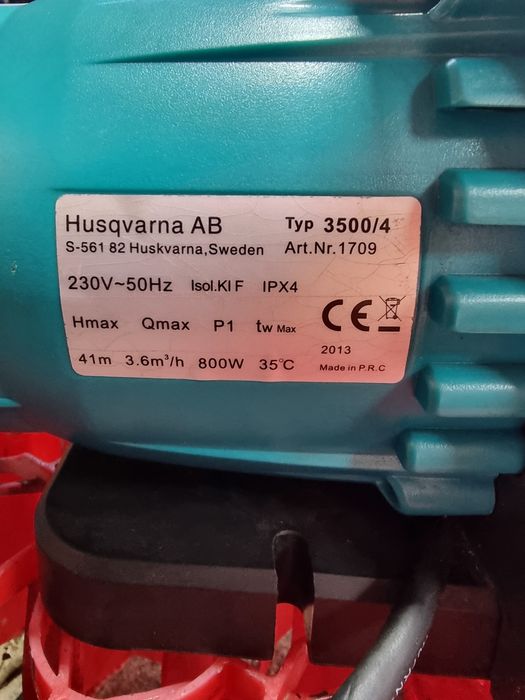 Husqvarna AB Typ 3500/4
S-561 82 Huskvarna,Sweden Art.Nr.1709
230V~50Hz Isol.Kl F IPX4
Hmax Qmax P1 tw Max
41m 3.6m³/h 800W 35°C
CE
2013
Made in P.R.C